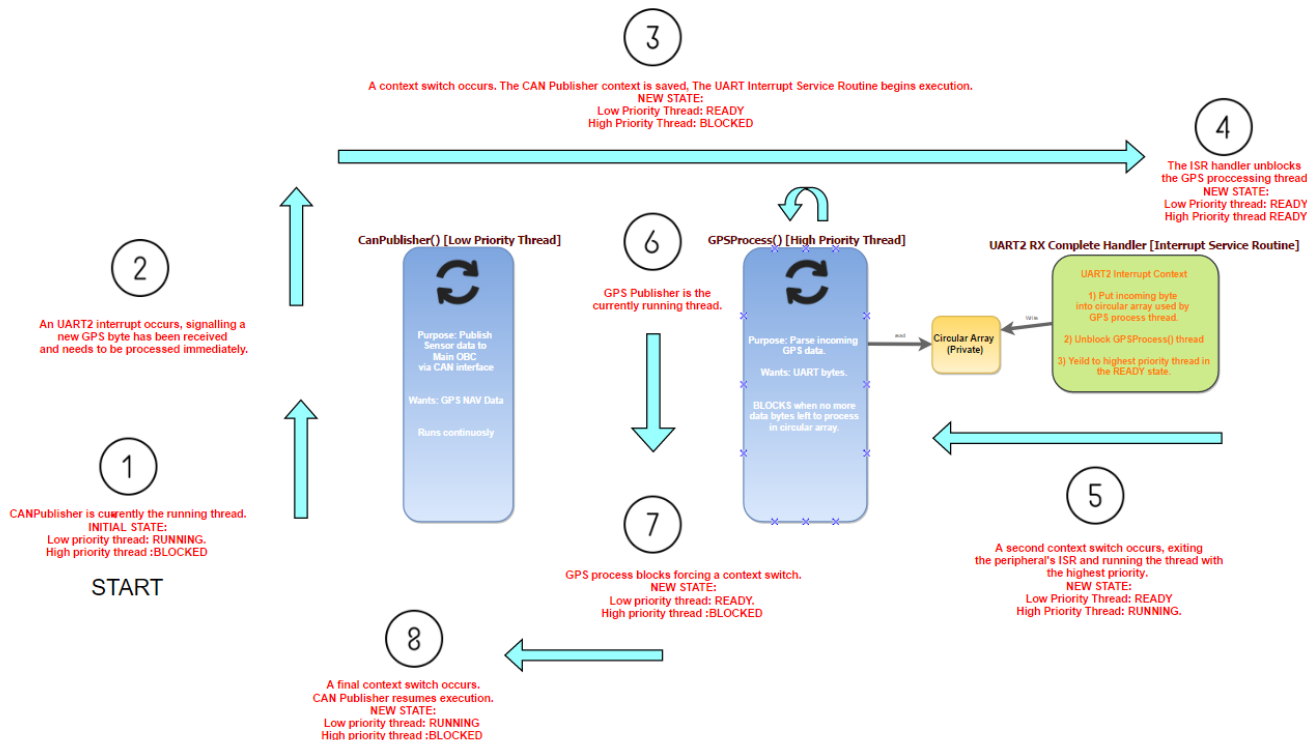 3
A context switch occurs. The CAN Publisher context is saved, The UART Interrupt Service Routine begins execution.
NEW STATE:
Low Priority Thread: READY
High Priority Thread: BLOCKED
4
The ISR handler unblocks
the GPS proccessing thread
NEW STATE:
Low Priority thread: READY
High Priority thread READY
2
An UART2 interrupt occurs, signalling a
new GPS byte has been received
and needs to be processed immediately.
CanPublisher() [Low Priority Thread]
Purpose: Publish
Sensor data to
Main OBC
via CAN interface
Wants: GPS NAV Data
Runs continuosly
6
GPS Publisher is the
currently running thread.
GPSProcess() [High Priority Thread]
Purpose: Parse incoming
GPS data.
Wants: UART bytes.
BLOCKS when no more
data bytes left to process
in circular array.
read
Circular Array
(Private)
Write
UART2 RX Complete Handler [Interrupt Service Routine]
UART2 Interrupt Context
1) Put incoming byte
into circular array used by
GPS process thread.
2) Unblock GPSProcess() thread
3) Yeild to highest priority thread in
the READY state.
1
CANPublisher is currently the running thread.
INITIAL STATE:
Low priority thread: RUNNING.
High priority thread :BLOCKED
START
5
A second context switch occurs, exiting
the peripheral's ISR and running the thread with
the highest priority.
NEW STATE:
Low Priority Thread: READY
High Priority Thread: RUNNING.
7
GPS process blocks forcing a context switch.
NEW STATE:
Low priority thread: READY.
High priority thread :BLOCKED
8
A final context switch occurs.
CAN Publisher resumes execution.
NEW STATE:
Low priority thread: RUNNING
High priority thread :BLOCKED